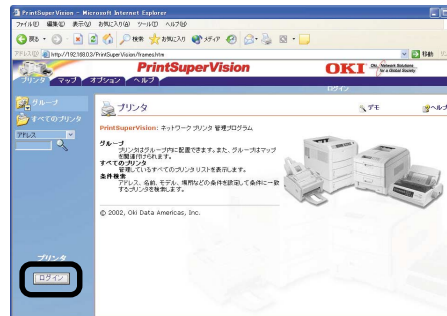 PrintSuperVision - Microsoft Internet Explorer
ファイル(F) 編集(E) 表示(V) お気に入り(A) ツール(T) ヘルプ(H)
戻る 検索 お気に入り メディア
アドレス(D) http://192.168.0.3/PrintSuperVision/frames.htm 移動
PrintSuperVision
OKI Network Solutions for a Global Society
プリンタ マップ オプション ヘルプ
ログイン
グループ
すべてのプリンタ
アドレス
プリンタ デモ ヘルプ
PrintSuperVision: ネットワーク プリンタ 管理プログラム
グループ
プリンタはグループ内に配置できます。また、グループはマップ
を関連付けられます。
すべてのプリンタ
管理しているすべてのプリンタリストを表示します。
条件検索
アドレス、名前、モデル、場所などの条件を設定して条件に一致
するプリンタを検索します。
© 2002, Oki Data Americas, Inc.
プリンタ
ログイン